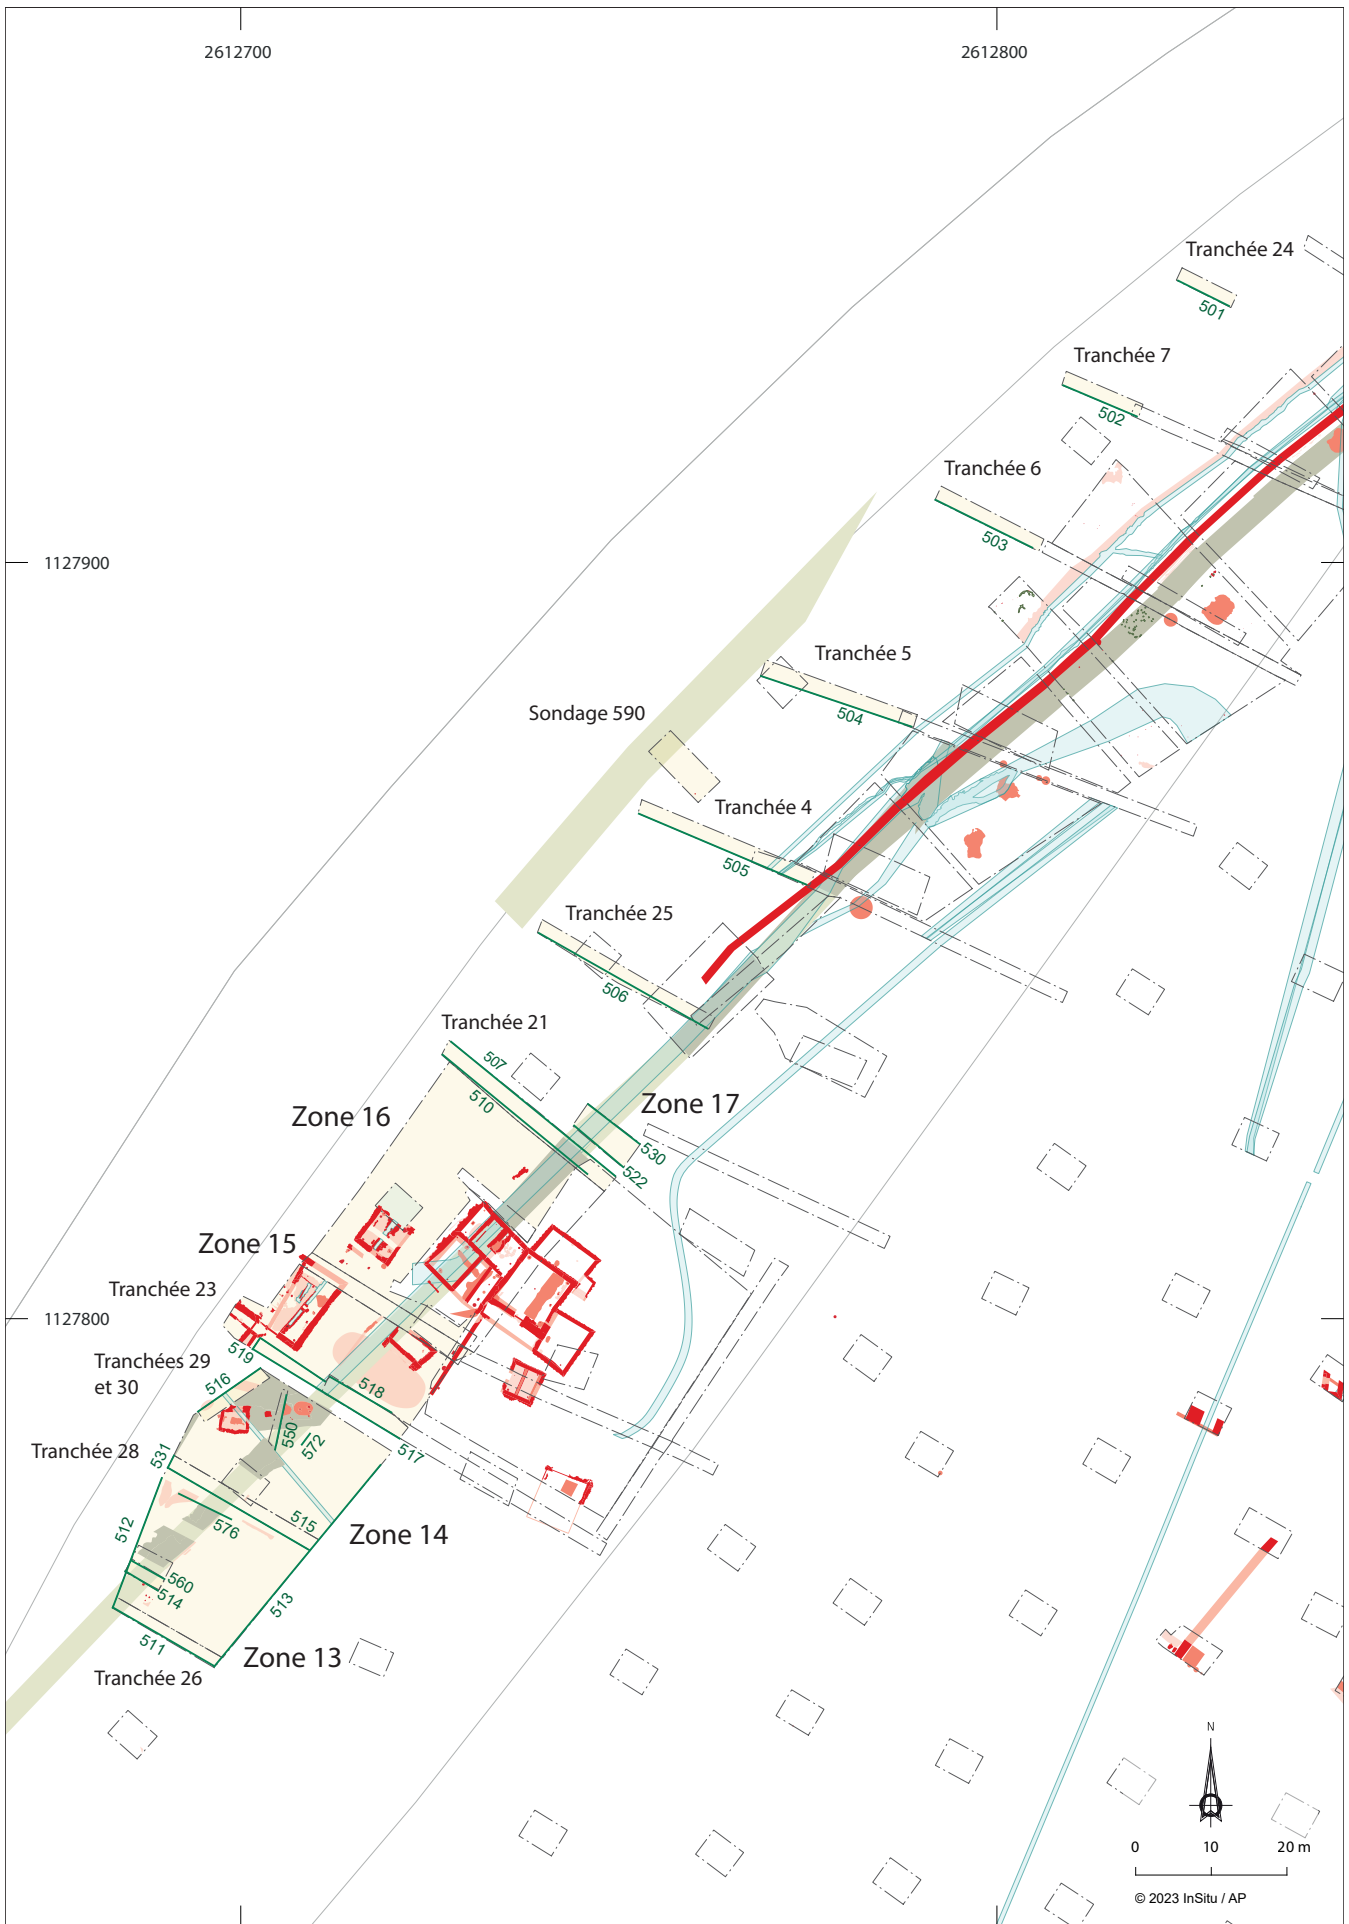 2612700
2612800
Tranchée 24
501
Tranchée 7
502
Tranchée 6
503
1127900
Tranchée 5
504
Sondage 590
Tranchée 4
505
Tranchée 25
506
Tranchée 21
507
510
Zone 17
530
522
Zone 16
Zone 15
Tranchée 23
1127800
519
518
Tranchées 29
et 30
516
550
572
517
Tranchée 28
531
515
512
576
Zone 14
560
514
513
511
Zone 13
Tranchée 26
N
0
10
20 m
© 2023 InSitu / AP